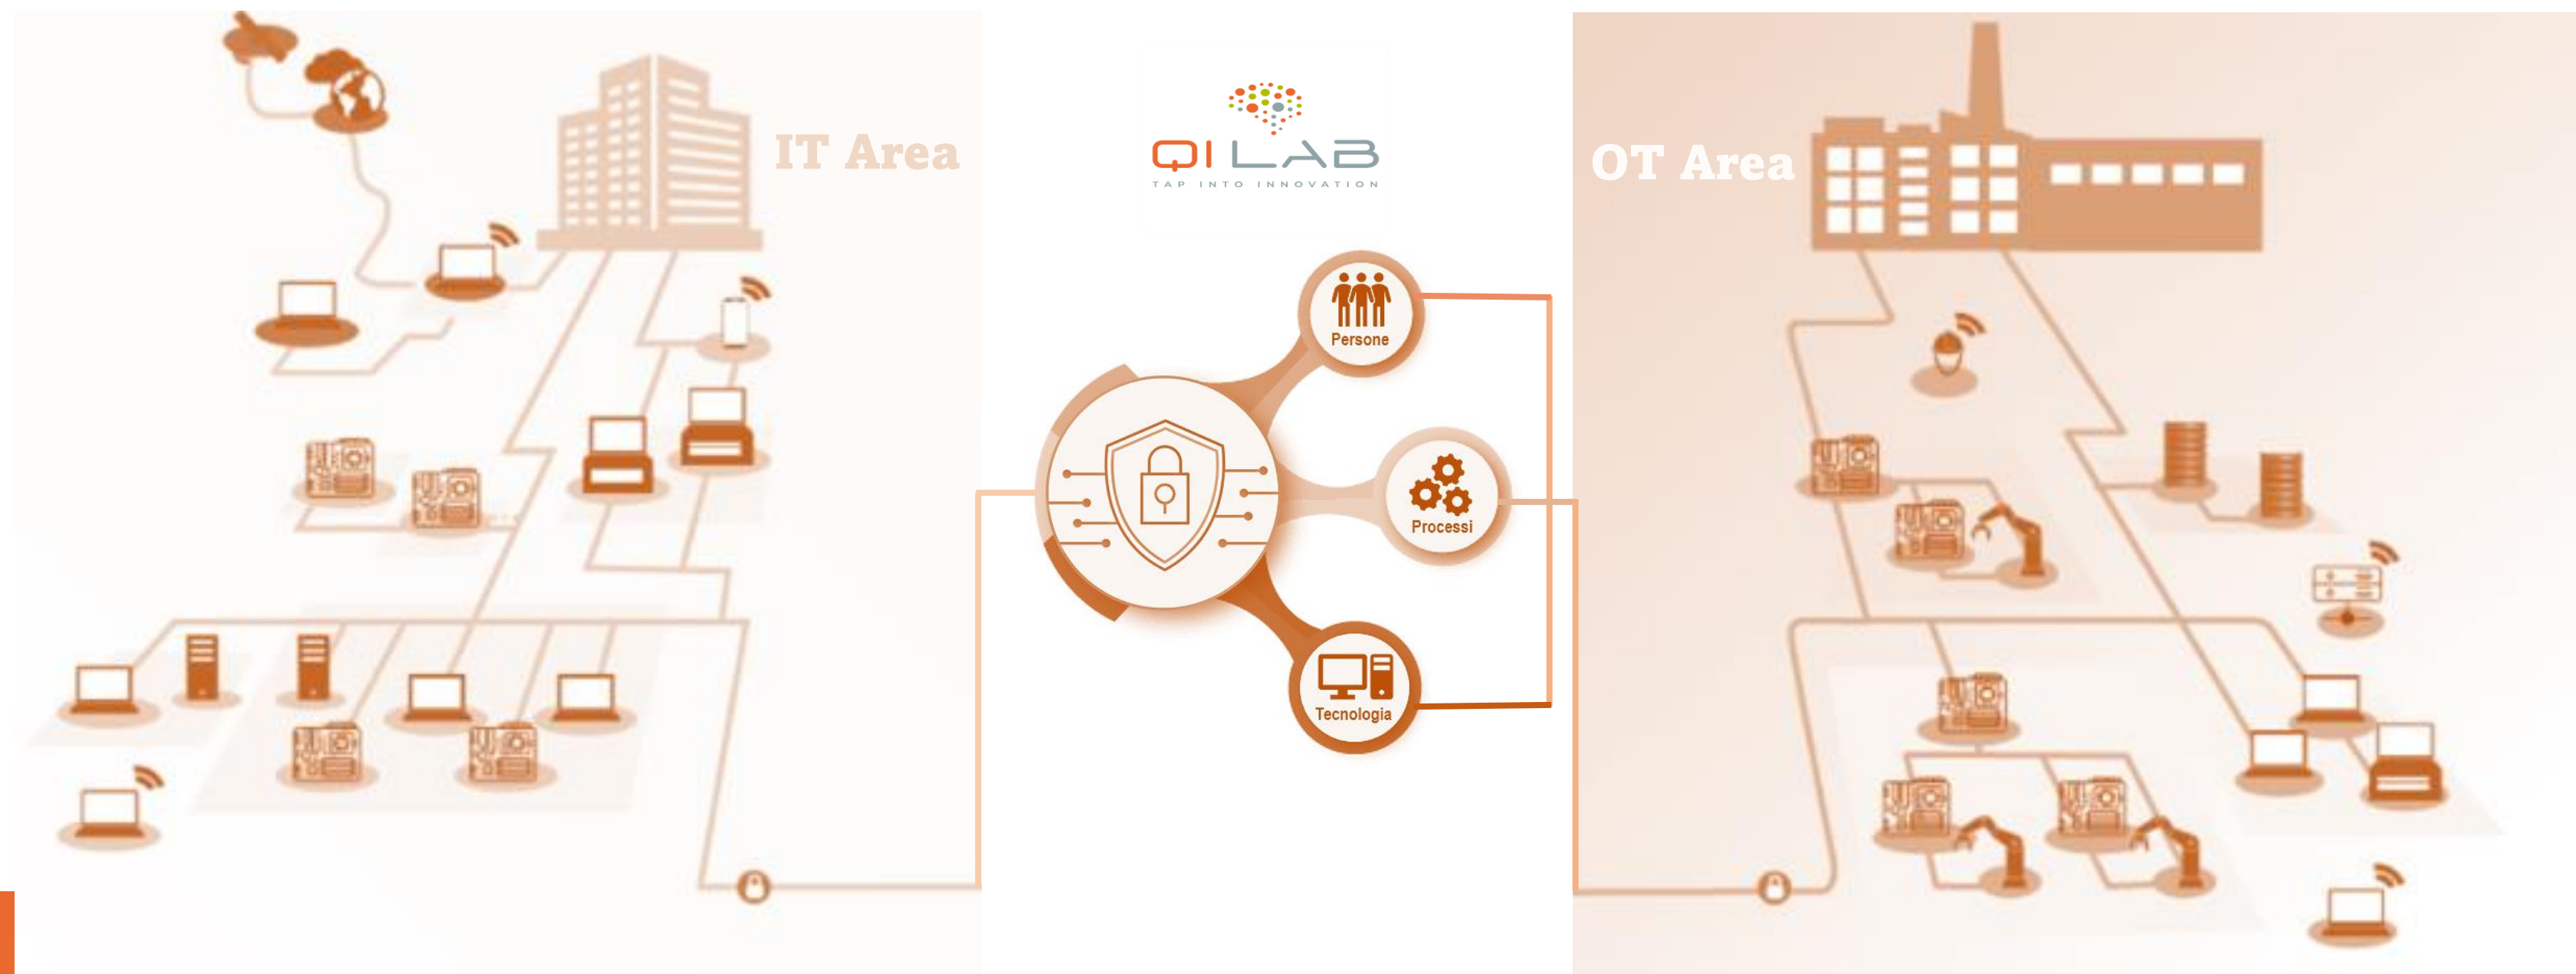 IT Area
QI LAB
TAP INTO INNOVATION
OT Area
Persone
Processi
Tecnologia